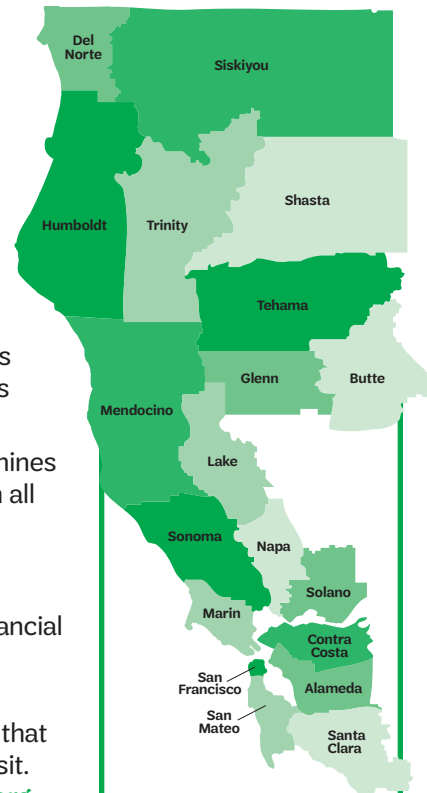 Del
Norte
Siskiyou
Shasta
Humboldt
Trinity
Tehama
Glenn
Butte
Mendocino
Lake
Sonoma
Napa
Solano
Marin
Contra
Costa
San
Francisco
Alameda
San
Mateo
Santa
Clara
s
s
hines
all
ancial
that
sit.